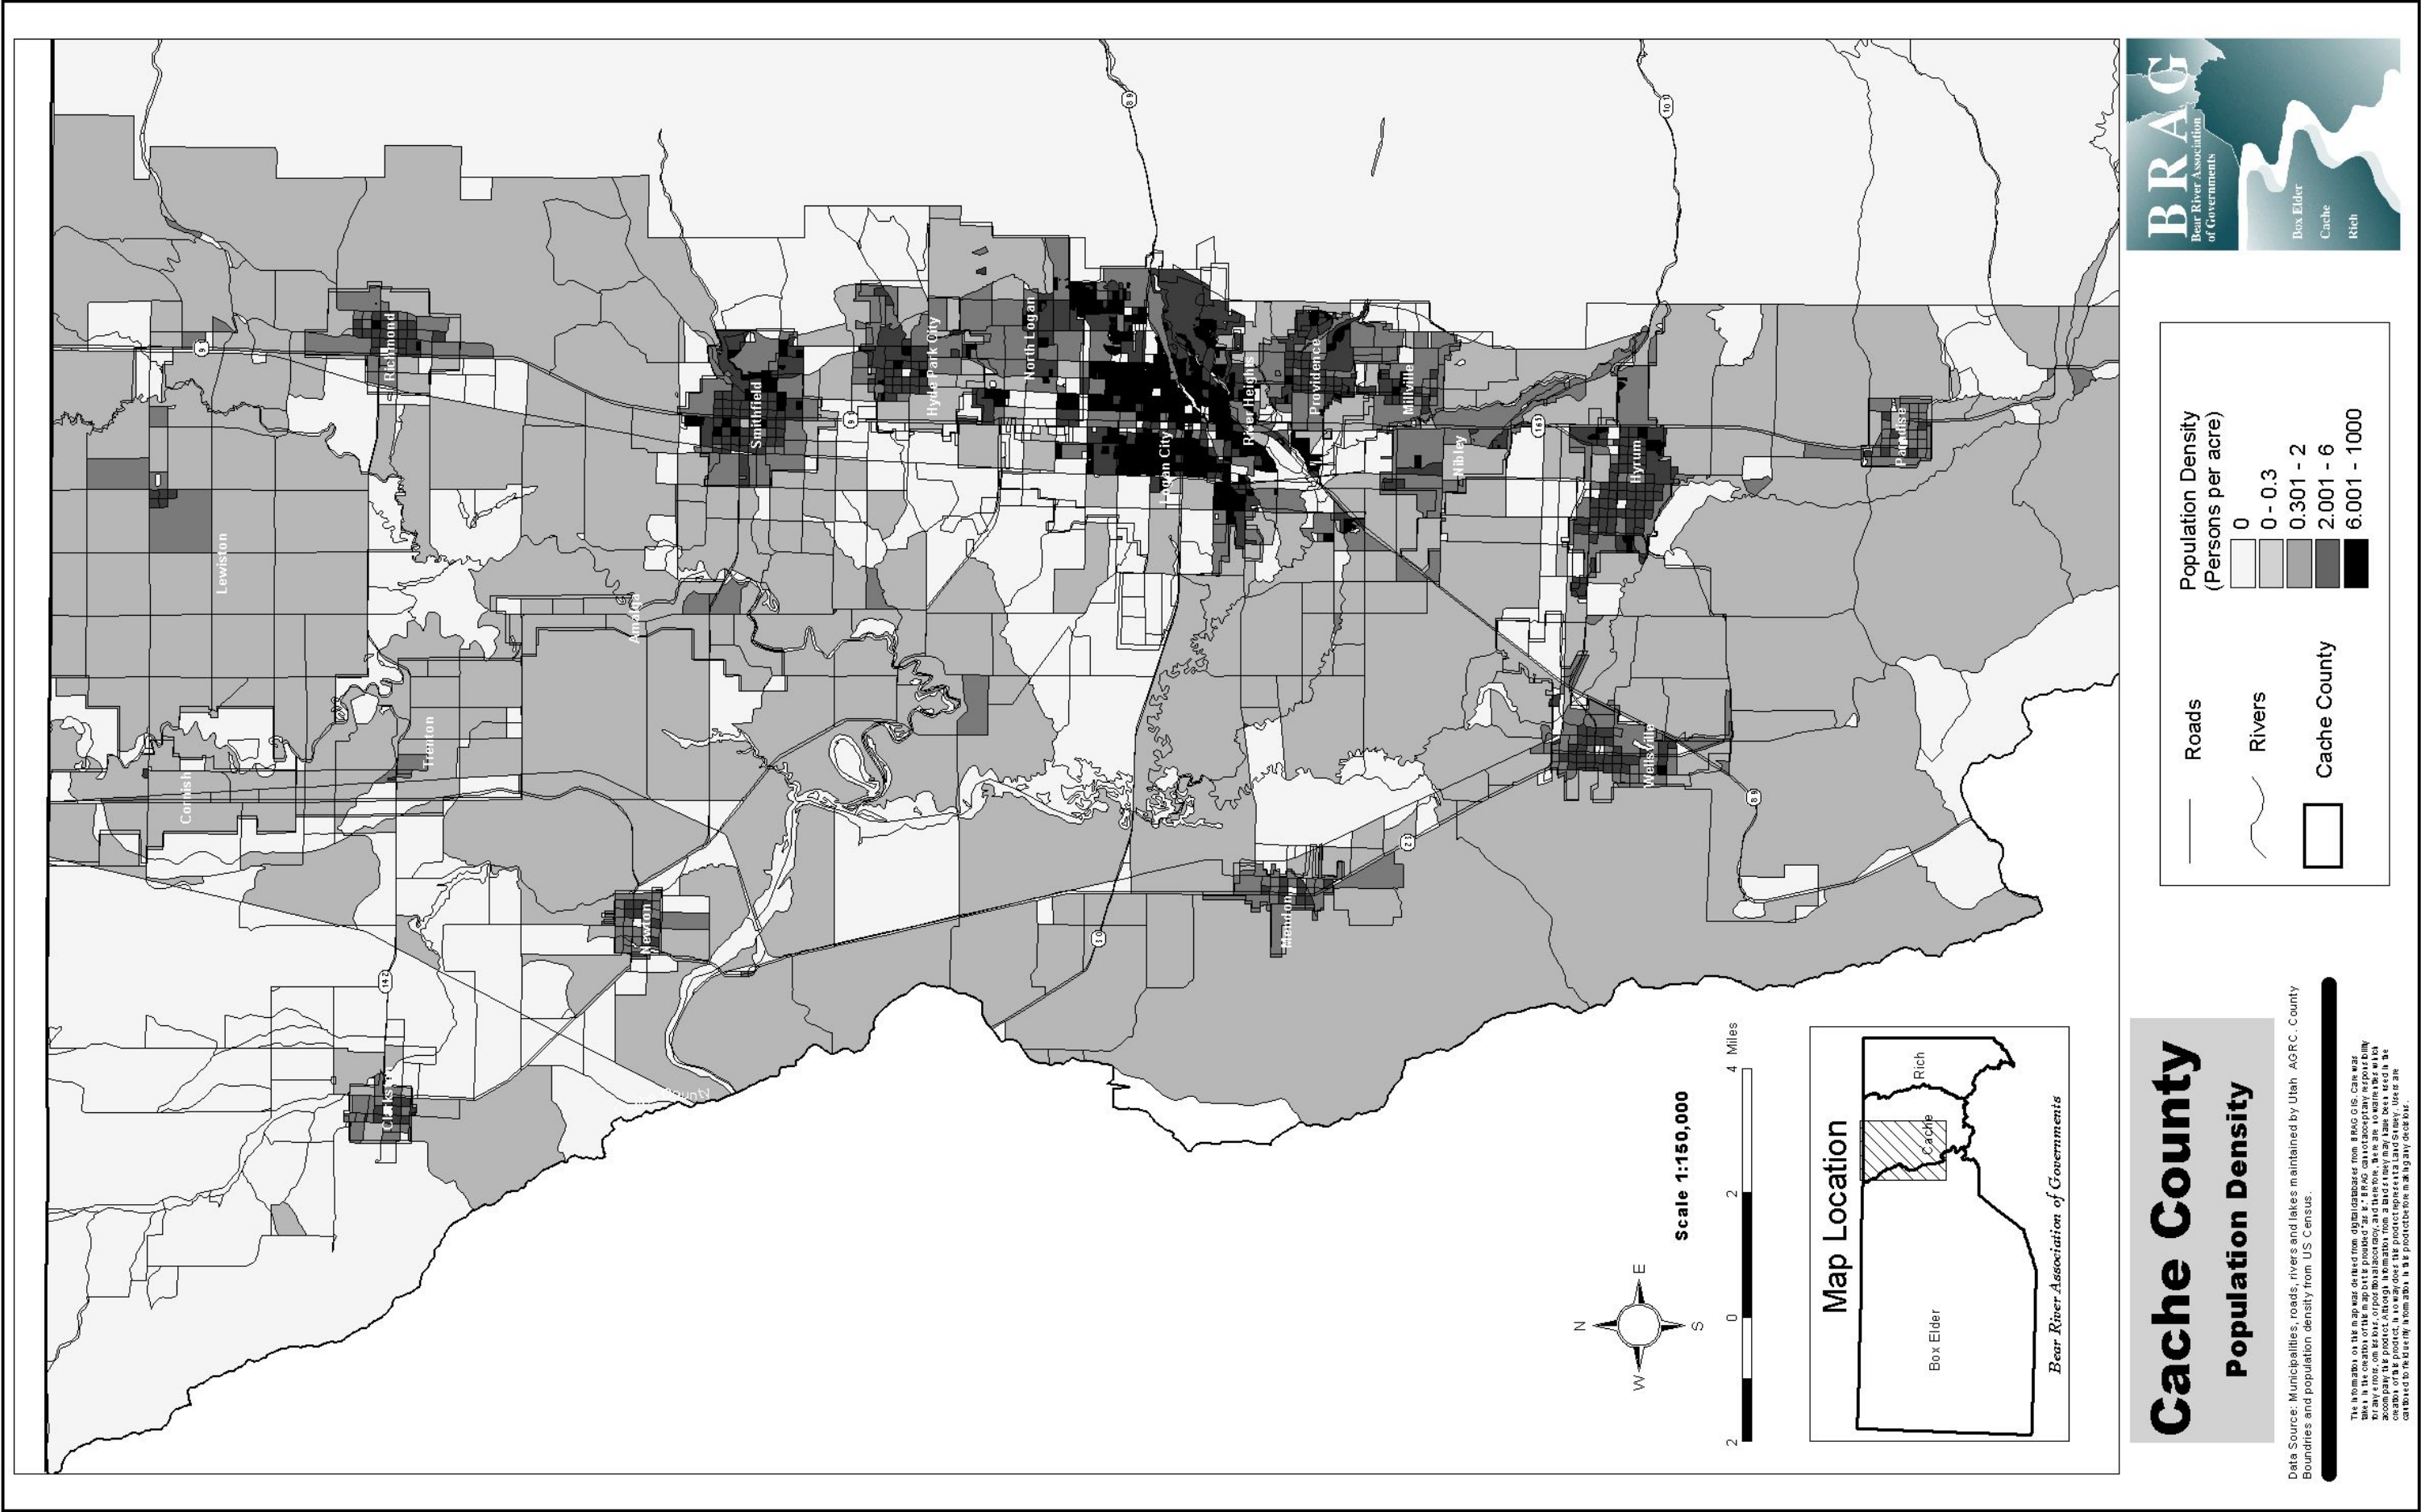 Cache County
Population Density
Data Source: Municipalities, roads, rivers and lakes maintained by Utah AGRC. County
Boundries and population density from US Census.
Roads
Rivers
Cache County
Population Density
(Persons per acre)
0
0 - 0.3
0.301 - 2
2.001 - 6
6.001 - 1000
BRAG
Bear River Association
of Governments
Box Elder
Cache
Rich
Map Location
Box Elder
Cache
Rich
Bear River Association of Governments
Scale 1:150,000
2 0 2 4 Miles
N
W E
S
Cornish
Lewiston
Richmond
Trenton
Newton
Amalga
Smithfield
Hyde Park City
North Logan
Logan City
River Heights
Providence
Millville
Nibley
Mendon
Hyrum
Wellsville
Paradise
142
30
23
89
89
101